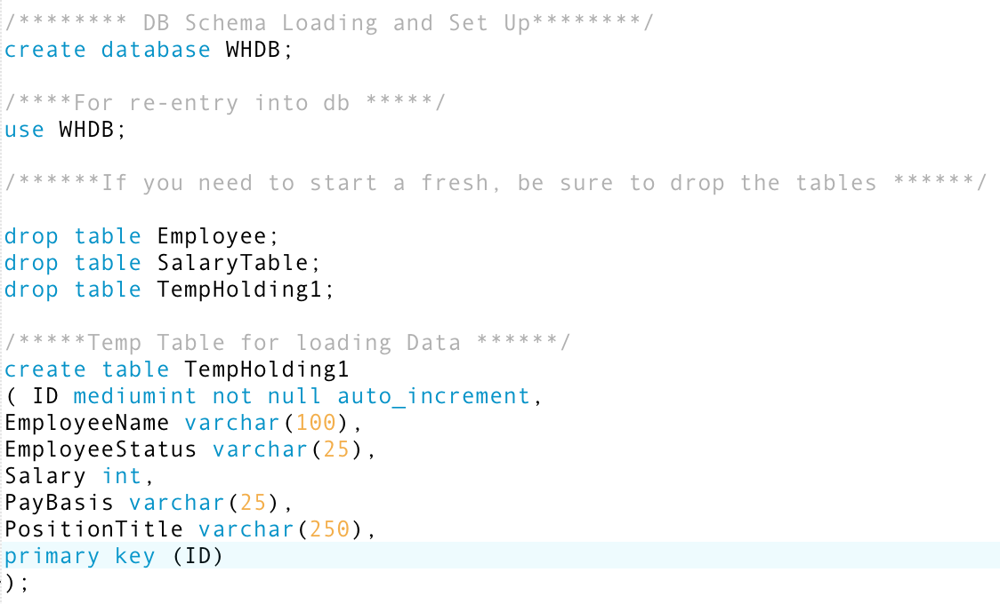 /******** DB Schema Loading and Set Up********/
create database WHDB;
/****For re-entry into db *****/
use WHDB;
/******If you need to start a fresh, be sure to drop the tables ******/
drop table Employee;
drop table SalaryTable;
drop table TempHolding1;
/*****Temp Table for loading Data ******/
create table TempHolding1
( ID mediumint not null auto_increment,
EmployeeName varchar(100),
EmployeeStatus varchar(25),
Salary int,
PayBasis varchar(25),
PositionTitle varchar(250),
primary key (ID)
);